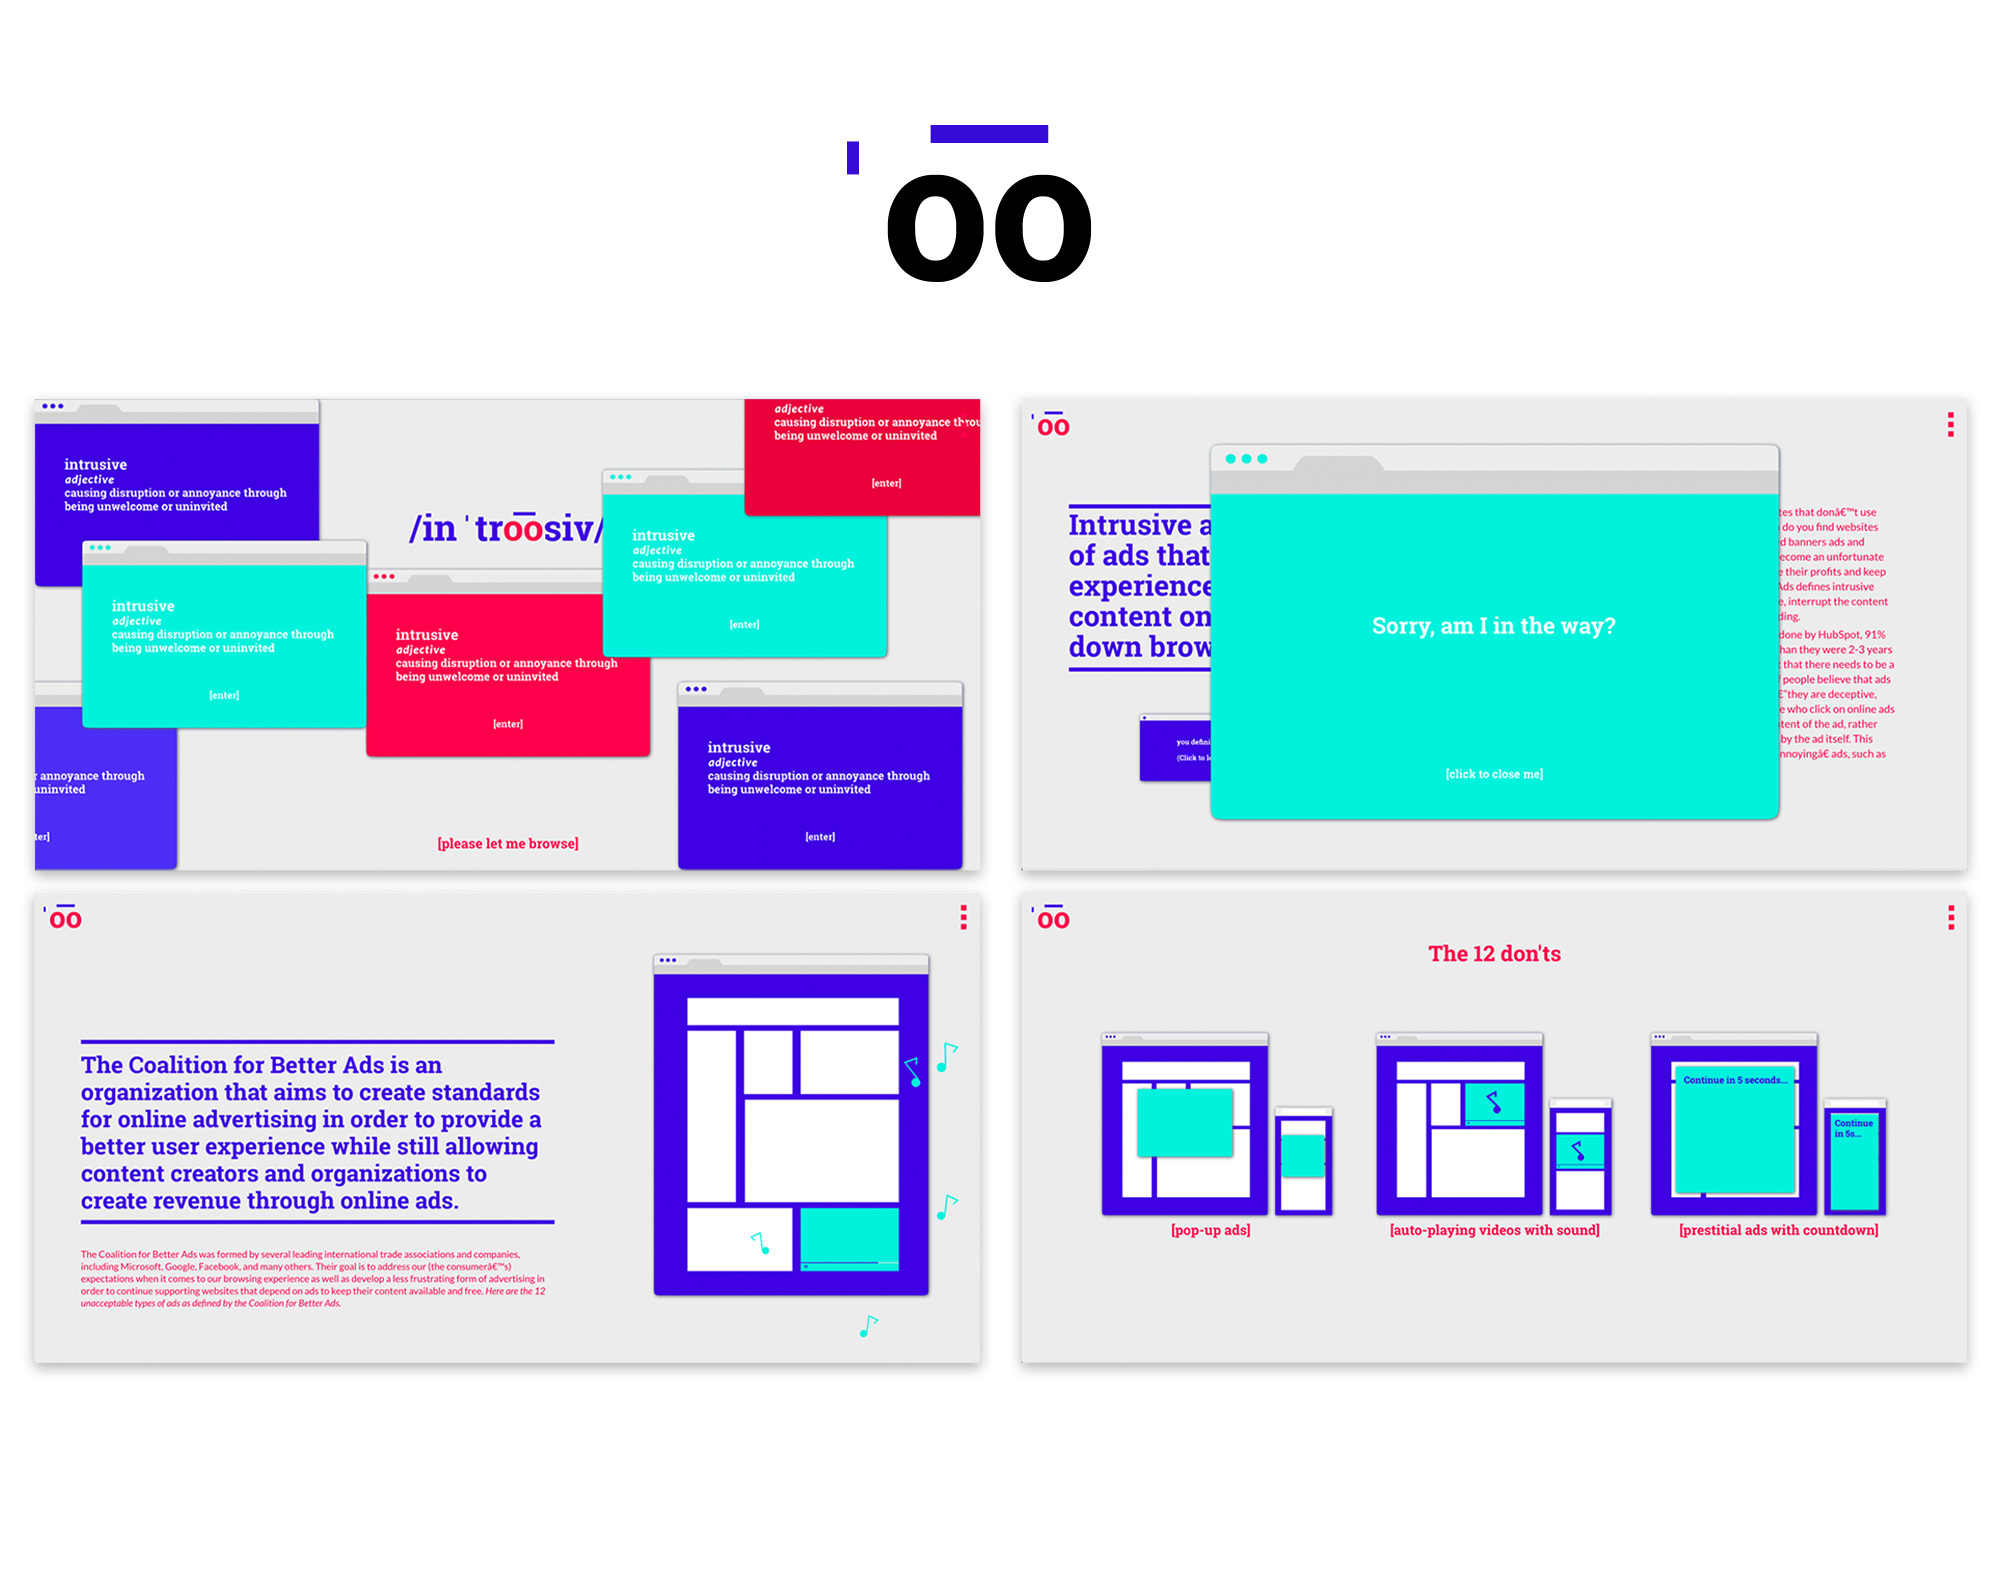 'o͞o
intrusive
adjective
causing disruption or annoyance through
being unwelcome or uninvited
/in ˈtro͞osiv/
intrusive
adjective
causing disruption or annoyance through
being unwelcome or uninvited
[enter]
intrusive
adjective
causing disruption or annoyance through
being unwelcome or uninvited
[enter]
intrusive
adjective
causing disruption or annoyance through
being unwelcome or uninvited
[enter]
adjective
causing disruption or annoyance throu
being unwelcome or uninvited
[enter]
r annoyance through
uninvited
ter]
[please let me browse]
intrusive
adjective
causing disruption or annoyance through
being unwelcome or uninvited
[enter]
'o͞o
Intrusive a
of ads that
experience
content on
down brow
you defini
(Click to le
Sorry, am I in the way?
[click to close me]
tes that donâ€™t use
do you find websites
d banners ads and
ecome an unfortunate
e their profits and keep
Ads defines intrusive
e, interrupt the content
ding.
done by HubSpot, 91%
han they were 2-3 years
t that there needs to be a
f people believe that ads
€"they are deceptive,
e who click on online ads
tent of the ad, rather
by the ad itself. This
nnoyingâ€ ads, such as
'o͞o
The Coalition for Better Ads is an
organization that aims to create standards
for online advertising in order to provide a
better user experience while still allowing
content creators and organizations to
create revenue through online ads.
The Coalition for Better Ads was formed by several leading international trade associations and companies,
including Microsoft, Google, Facebook, and many others. Their goal is to address our (the consumerâ€™s)
expectations when it comes to our browsing experience as well as develop a less frustrating form of advertising in
order to continue supporting websites that depend on ads to keep their content available and free. Here are the 12
unacceptable types of ads as defined by the Coalition for Better Ads.
'o͞o
The 12 don'ts
[pop-up ads]
[auto-playing videos with sound]
Continue in 5 seconds...
Continue
in 5s...
[prestitial ads with countdown]